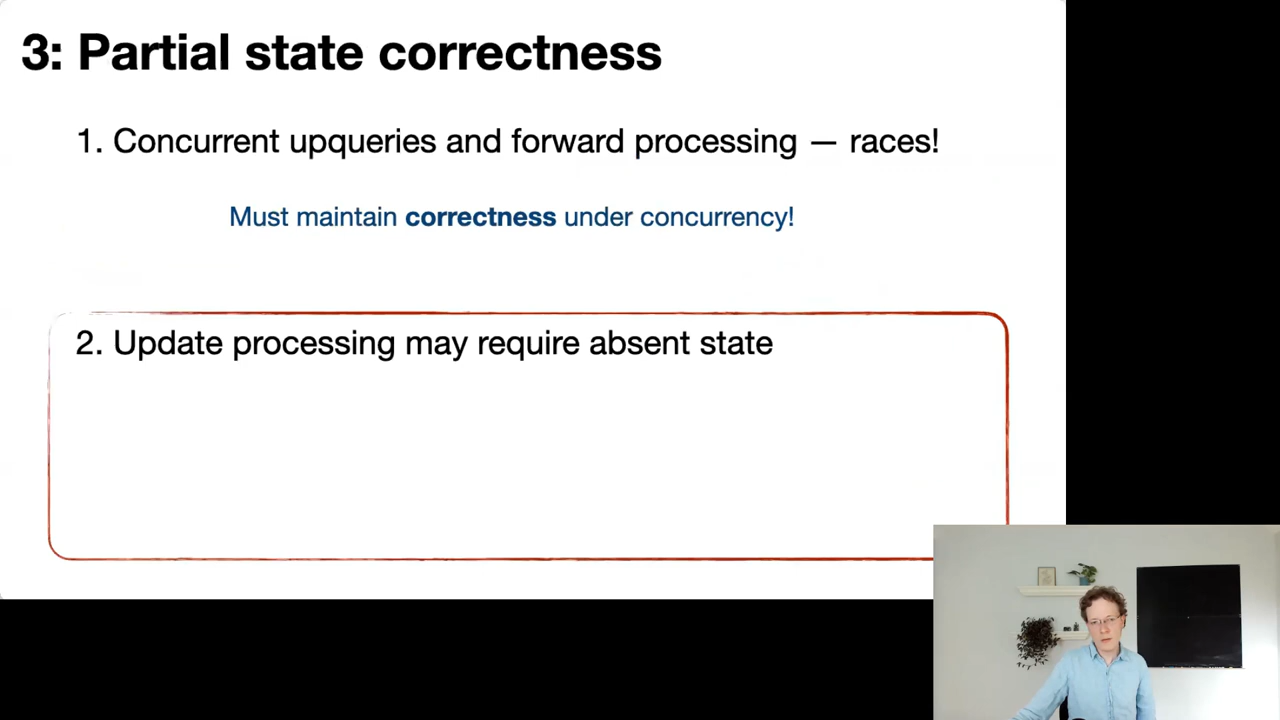 3: Partial state correctness
1. Concurrent upqueries and forward processing — races!
Must maintain correctness under concurrency!
2. Update processing may require absent state